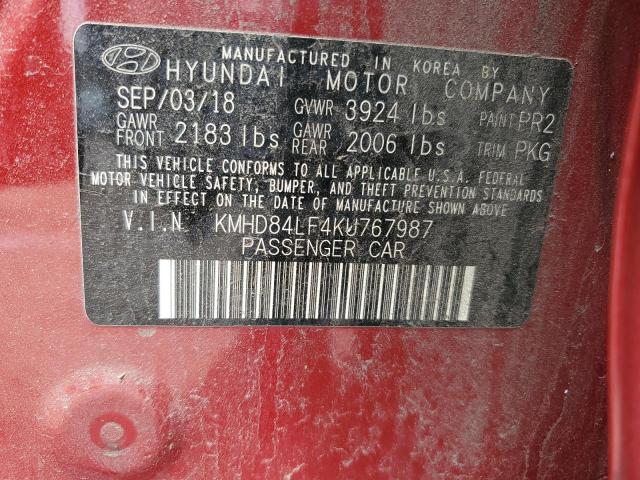 MANUFACTURED IN KOREA BY
HYUNDAI MOTOR COMPANY
SEP/03/18 GVWR 3924 lbs PAINT PR2
GAWR FRONT 2183 lbs GAWR REAR 2006 lbs TRIM PKG
THIS VEHICLE CONFORMS TO ALL APPLICABLE U.S.A. FEDERAL
MOTOR VEHICLE SAFETY, BUMPER, AND THEFT PREVENTION STANDARDS
IN EFFECT ON THE DATE OF MANUFACTURE SHOWN ABOVE.
V.I.N. KMHD84LF4KU767987
PASSENGER CAR